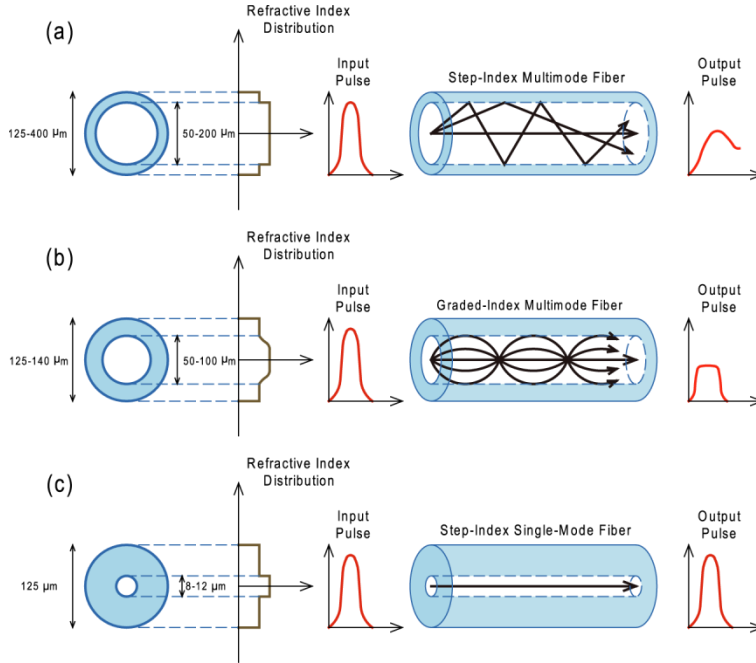 (a)
Refractive Index
Distribution
Input
Pulse
Step-Index Multimode Fiber
Output
Pulse
125-400 μm
50-200 μm
(b)
Refractive Index
Distribution
Input
Pulse
Graded-Index Multimode Fiber
Output
Pulse
125-140 μm
50-100 μm
(c)
Refractive Index
Distribution
Input
Pulse
Step-Index Single-Mode Fiber
Output
Pulse
125 μm
8-12 μm